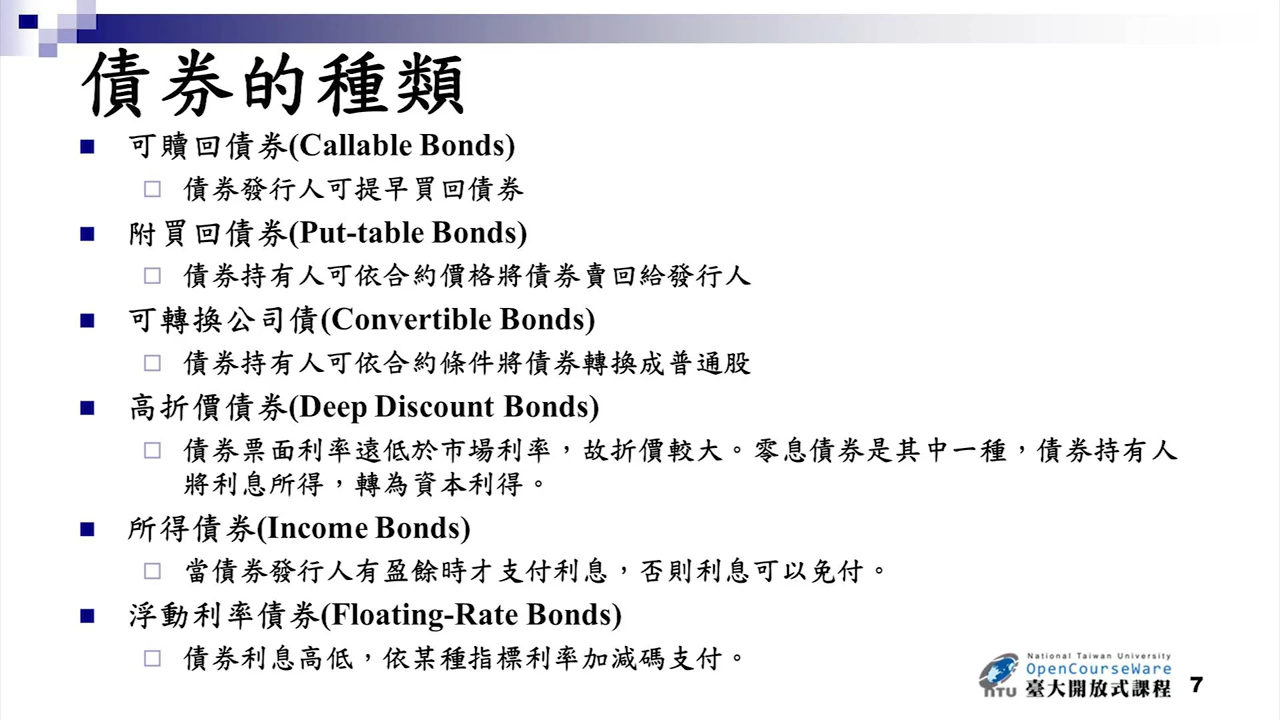 債券的種類
可贖回債券(Callable Bonds)
債券發行人可提早買回債券
附買回債券(Put-table Bonds)
債券持有人可依合約價格將債券賣回給發行人
可轉換公司債(Convertible Bonds)
債券持有人可依合約條件將債券轉換成普通股
高折價債券(Deep Discount Bonds)
債券票面利率遠低於市場利率，故折價較大。零息債券是其中一種，債券持有人
將利息所得，轉為資本利得。
所得債券(Income Bonds)
當債券發行人有盈餘時才支付利息，否則利息可以免付。
浮動利率債券(Floating-Rate Bonds)
債券利息高低，依某種指標利率加減碼支付。
National Taiwan University
OpenCourseWare
NTU 臺大開放式課程
7